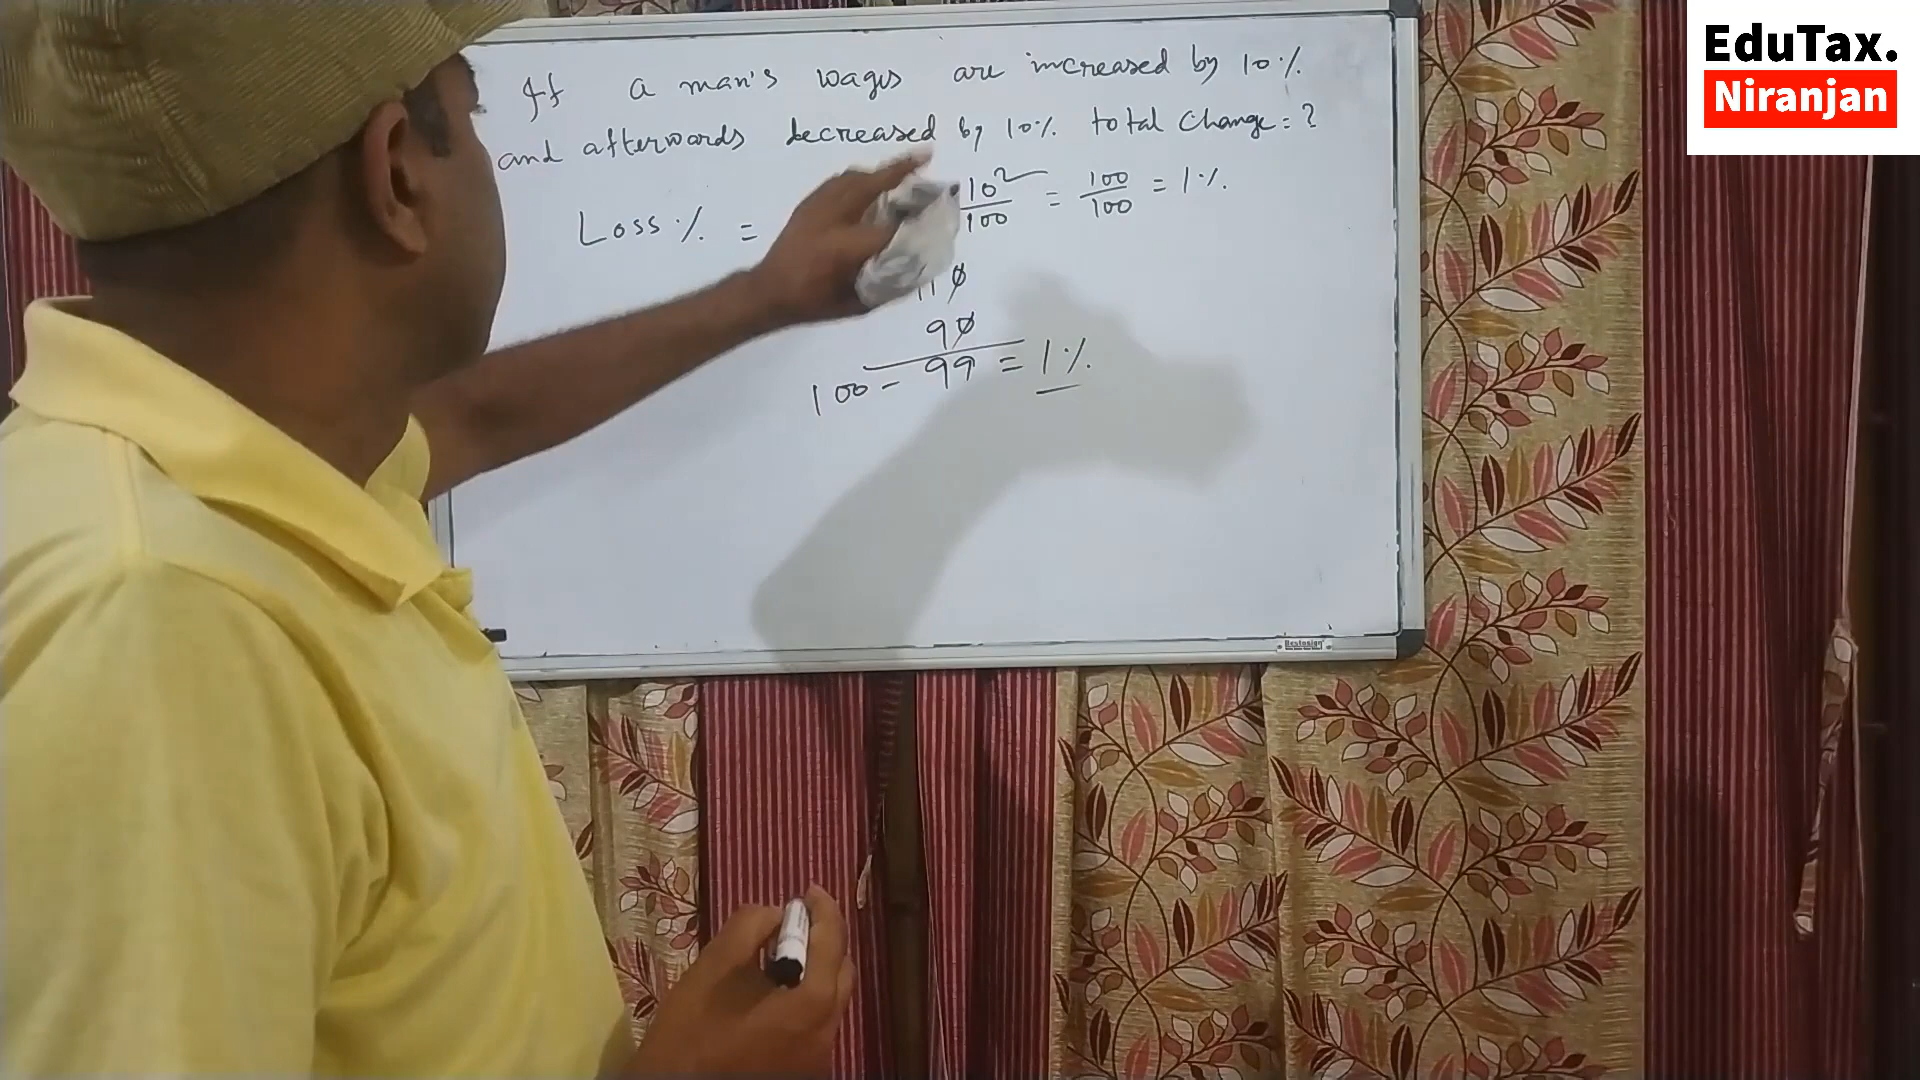 If a man's wages are increased by 10%
and afterwards decreased by 10% total change = ?
Loss % = 10²/100 = 100/100 = 1%
110
90
100 - 99 = 1%
EduTax.
Niranjan